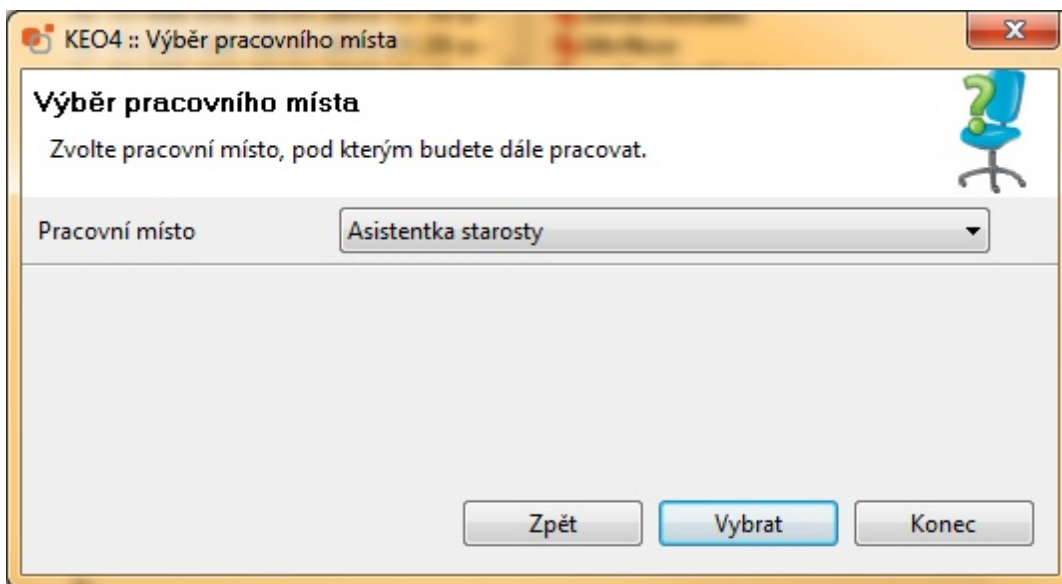 KEO4 :: Výběr pracovního místa
Výběr pracovního místa
Zvolte pracovní místo, pod kterým budete dále pracovat.
Pracovní místo Asistentka starosty
Zpět Vybrat Konec